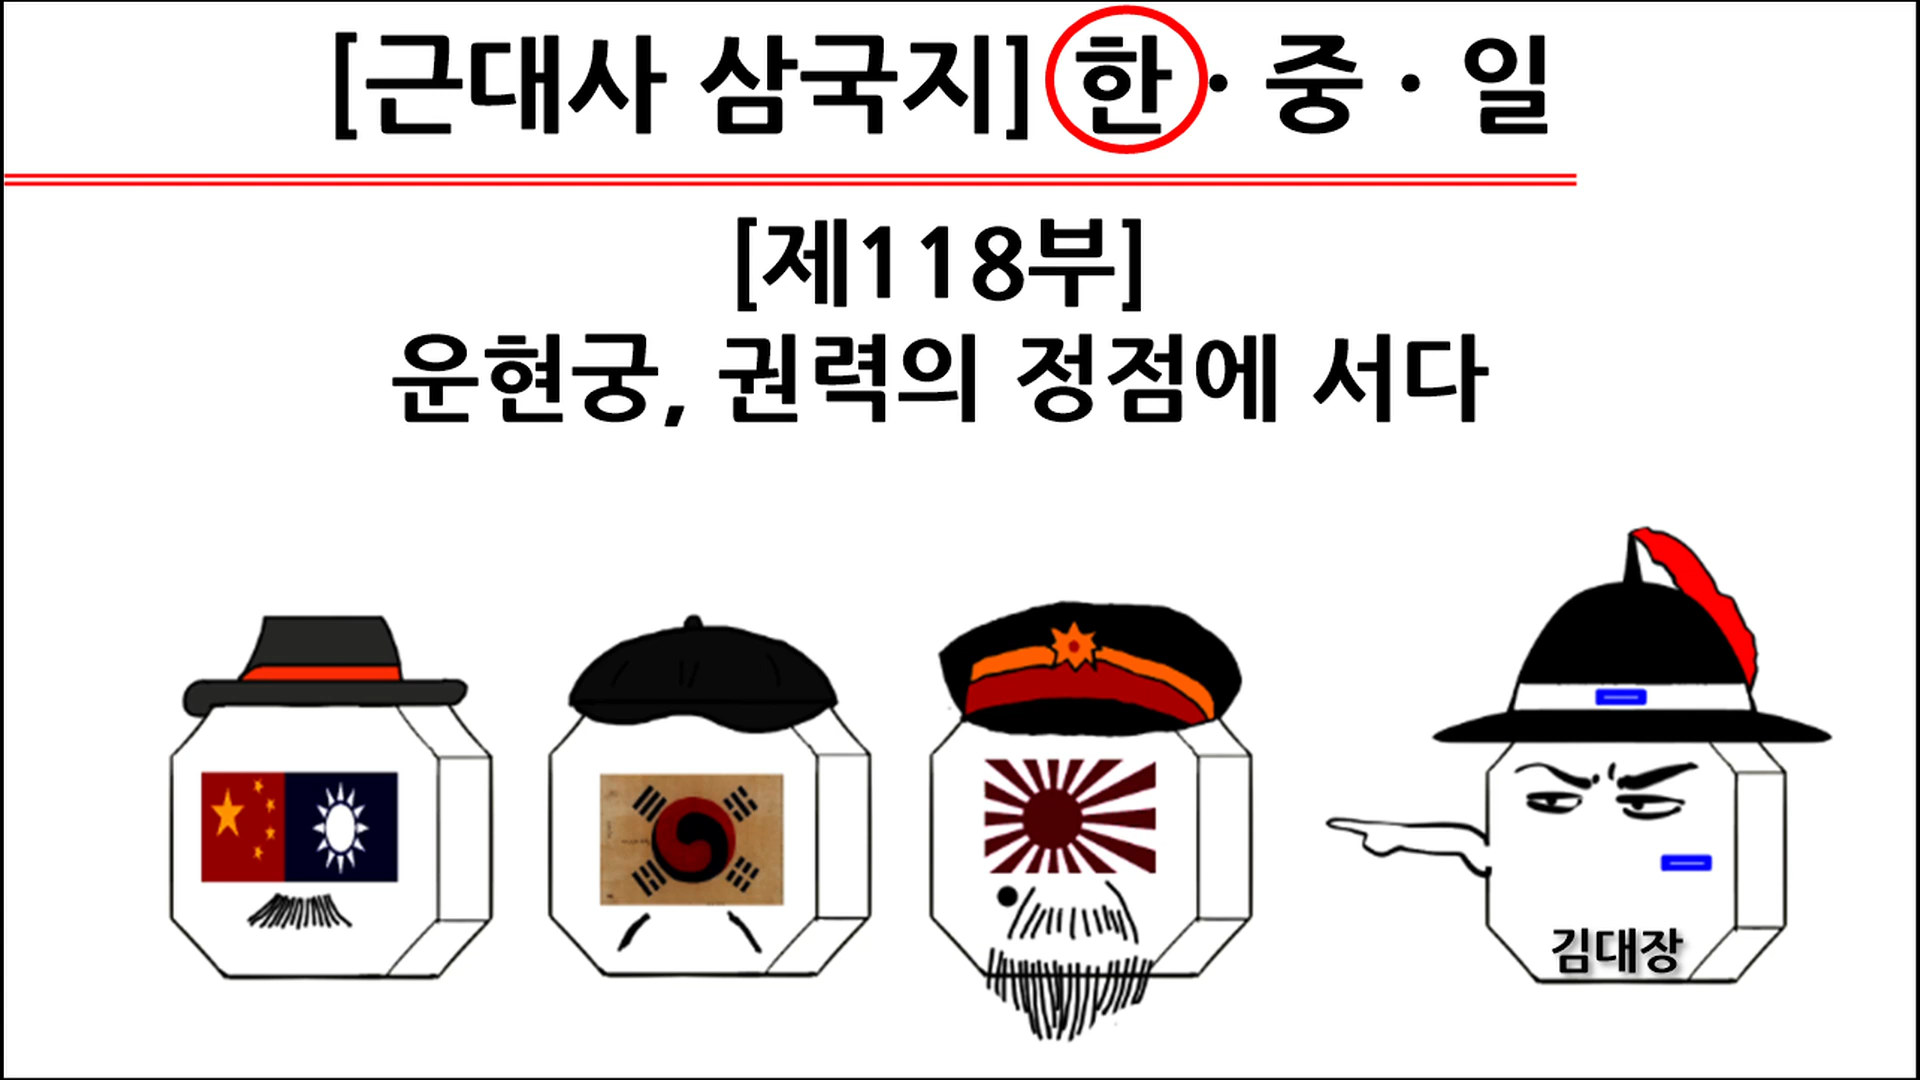 [근대사 삼국지] 한 · 중 · 일
[제118부]
운현궁, 권력의 정점에 서다
김대장